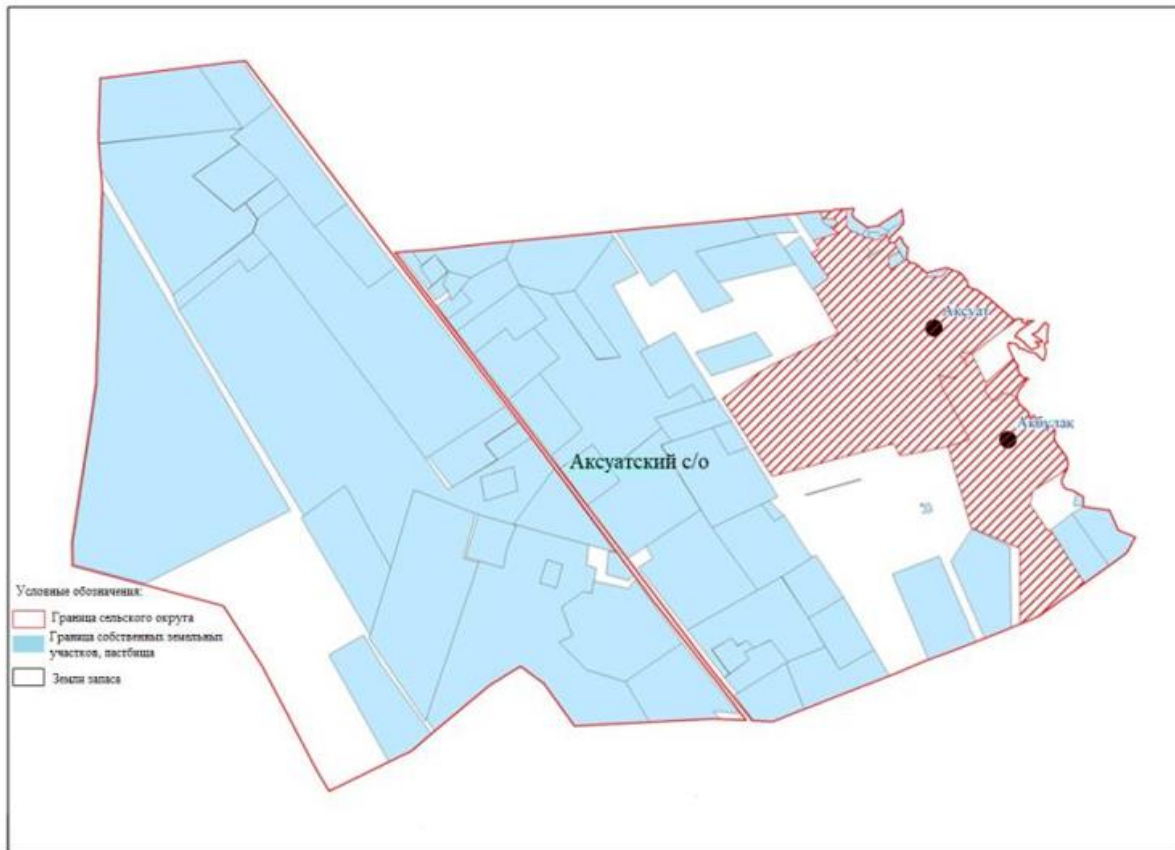 Аксуат
Акбулак
Аксуатский с/о
Условные обозначения:
Граница сельского округа
Граница собственных земельных
участков, пастбища
Земли запаса